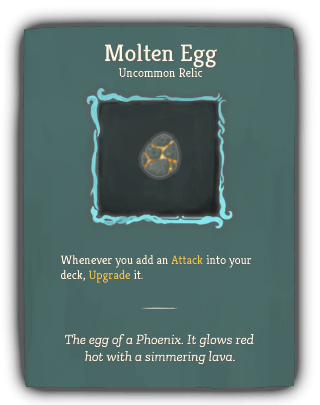 Molten Egg
Uncommon Relic
Whenever you add an Attack into your
deck, Upgrade it.
The egg of a Phoenix. It glows red
hot with a simmering lava.